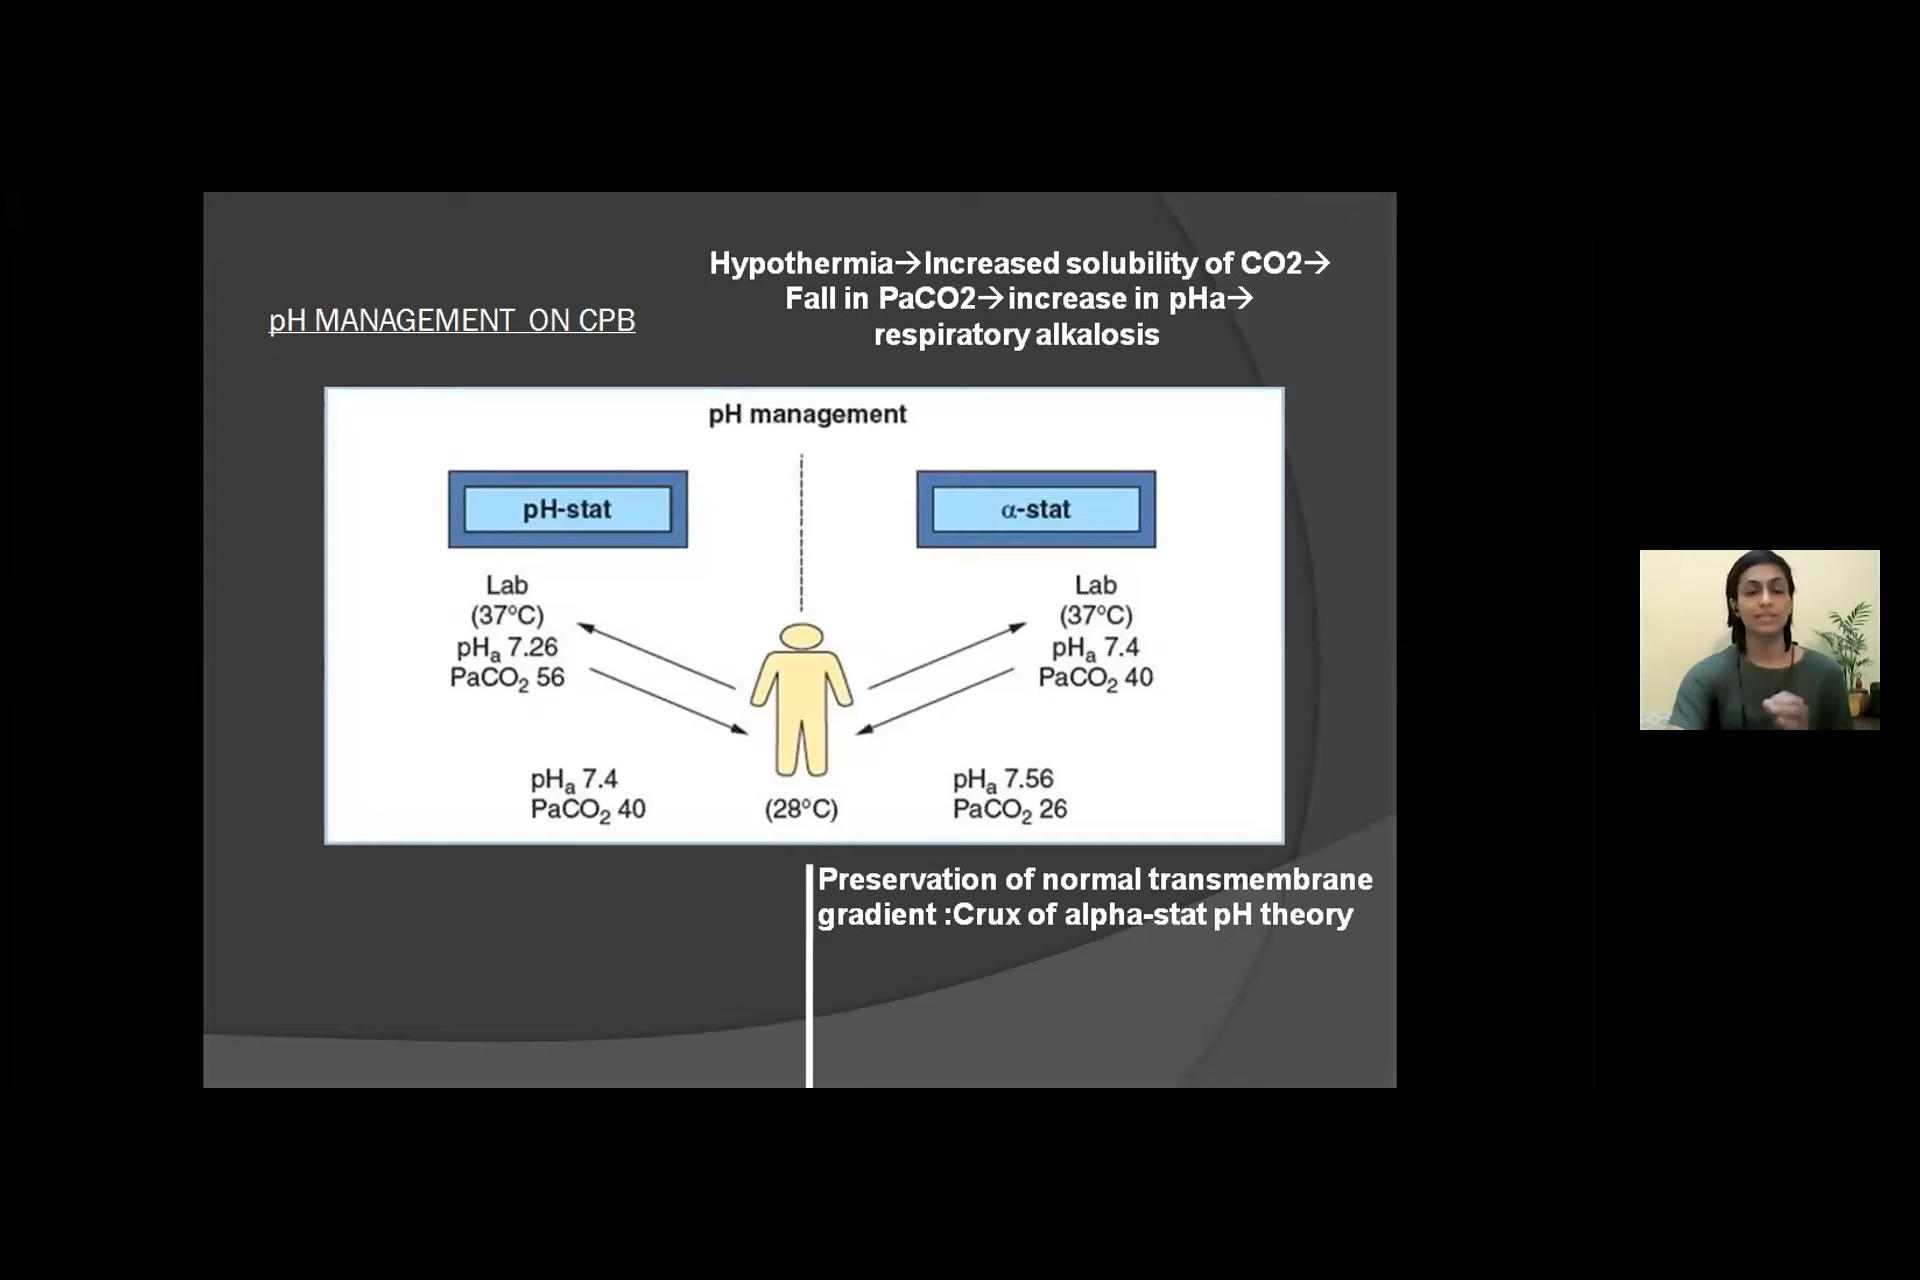 Hypothermia→Increased solubility of CO2→
Fall in PaCO2→increase in pHa→
respiratory alkalosis
pH MANAGEMENT ON CPB
pH management
pH-stat
α-stat
Lab
(37°C)
pHa 7.26
PaCO2 56
Lab
(37°C)
pHa 7.4
PaCO2 40
pHa 7.4
PaCO2 40
(28°C)
pHa 7.56
PaCO2 26
Preservation of normal transmembrane
gradient :Crux of alpha-stat pH theory